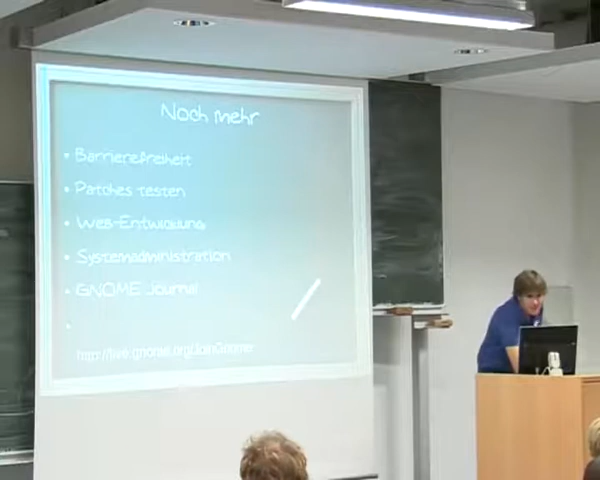 Noch mehr
Barrierefreiheit
Patches testen
Web-Entwicklung
Systemadministration
GNOME Journal
http://live.gnome.org/JoinGnome